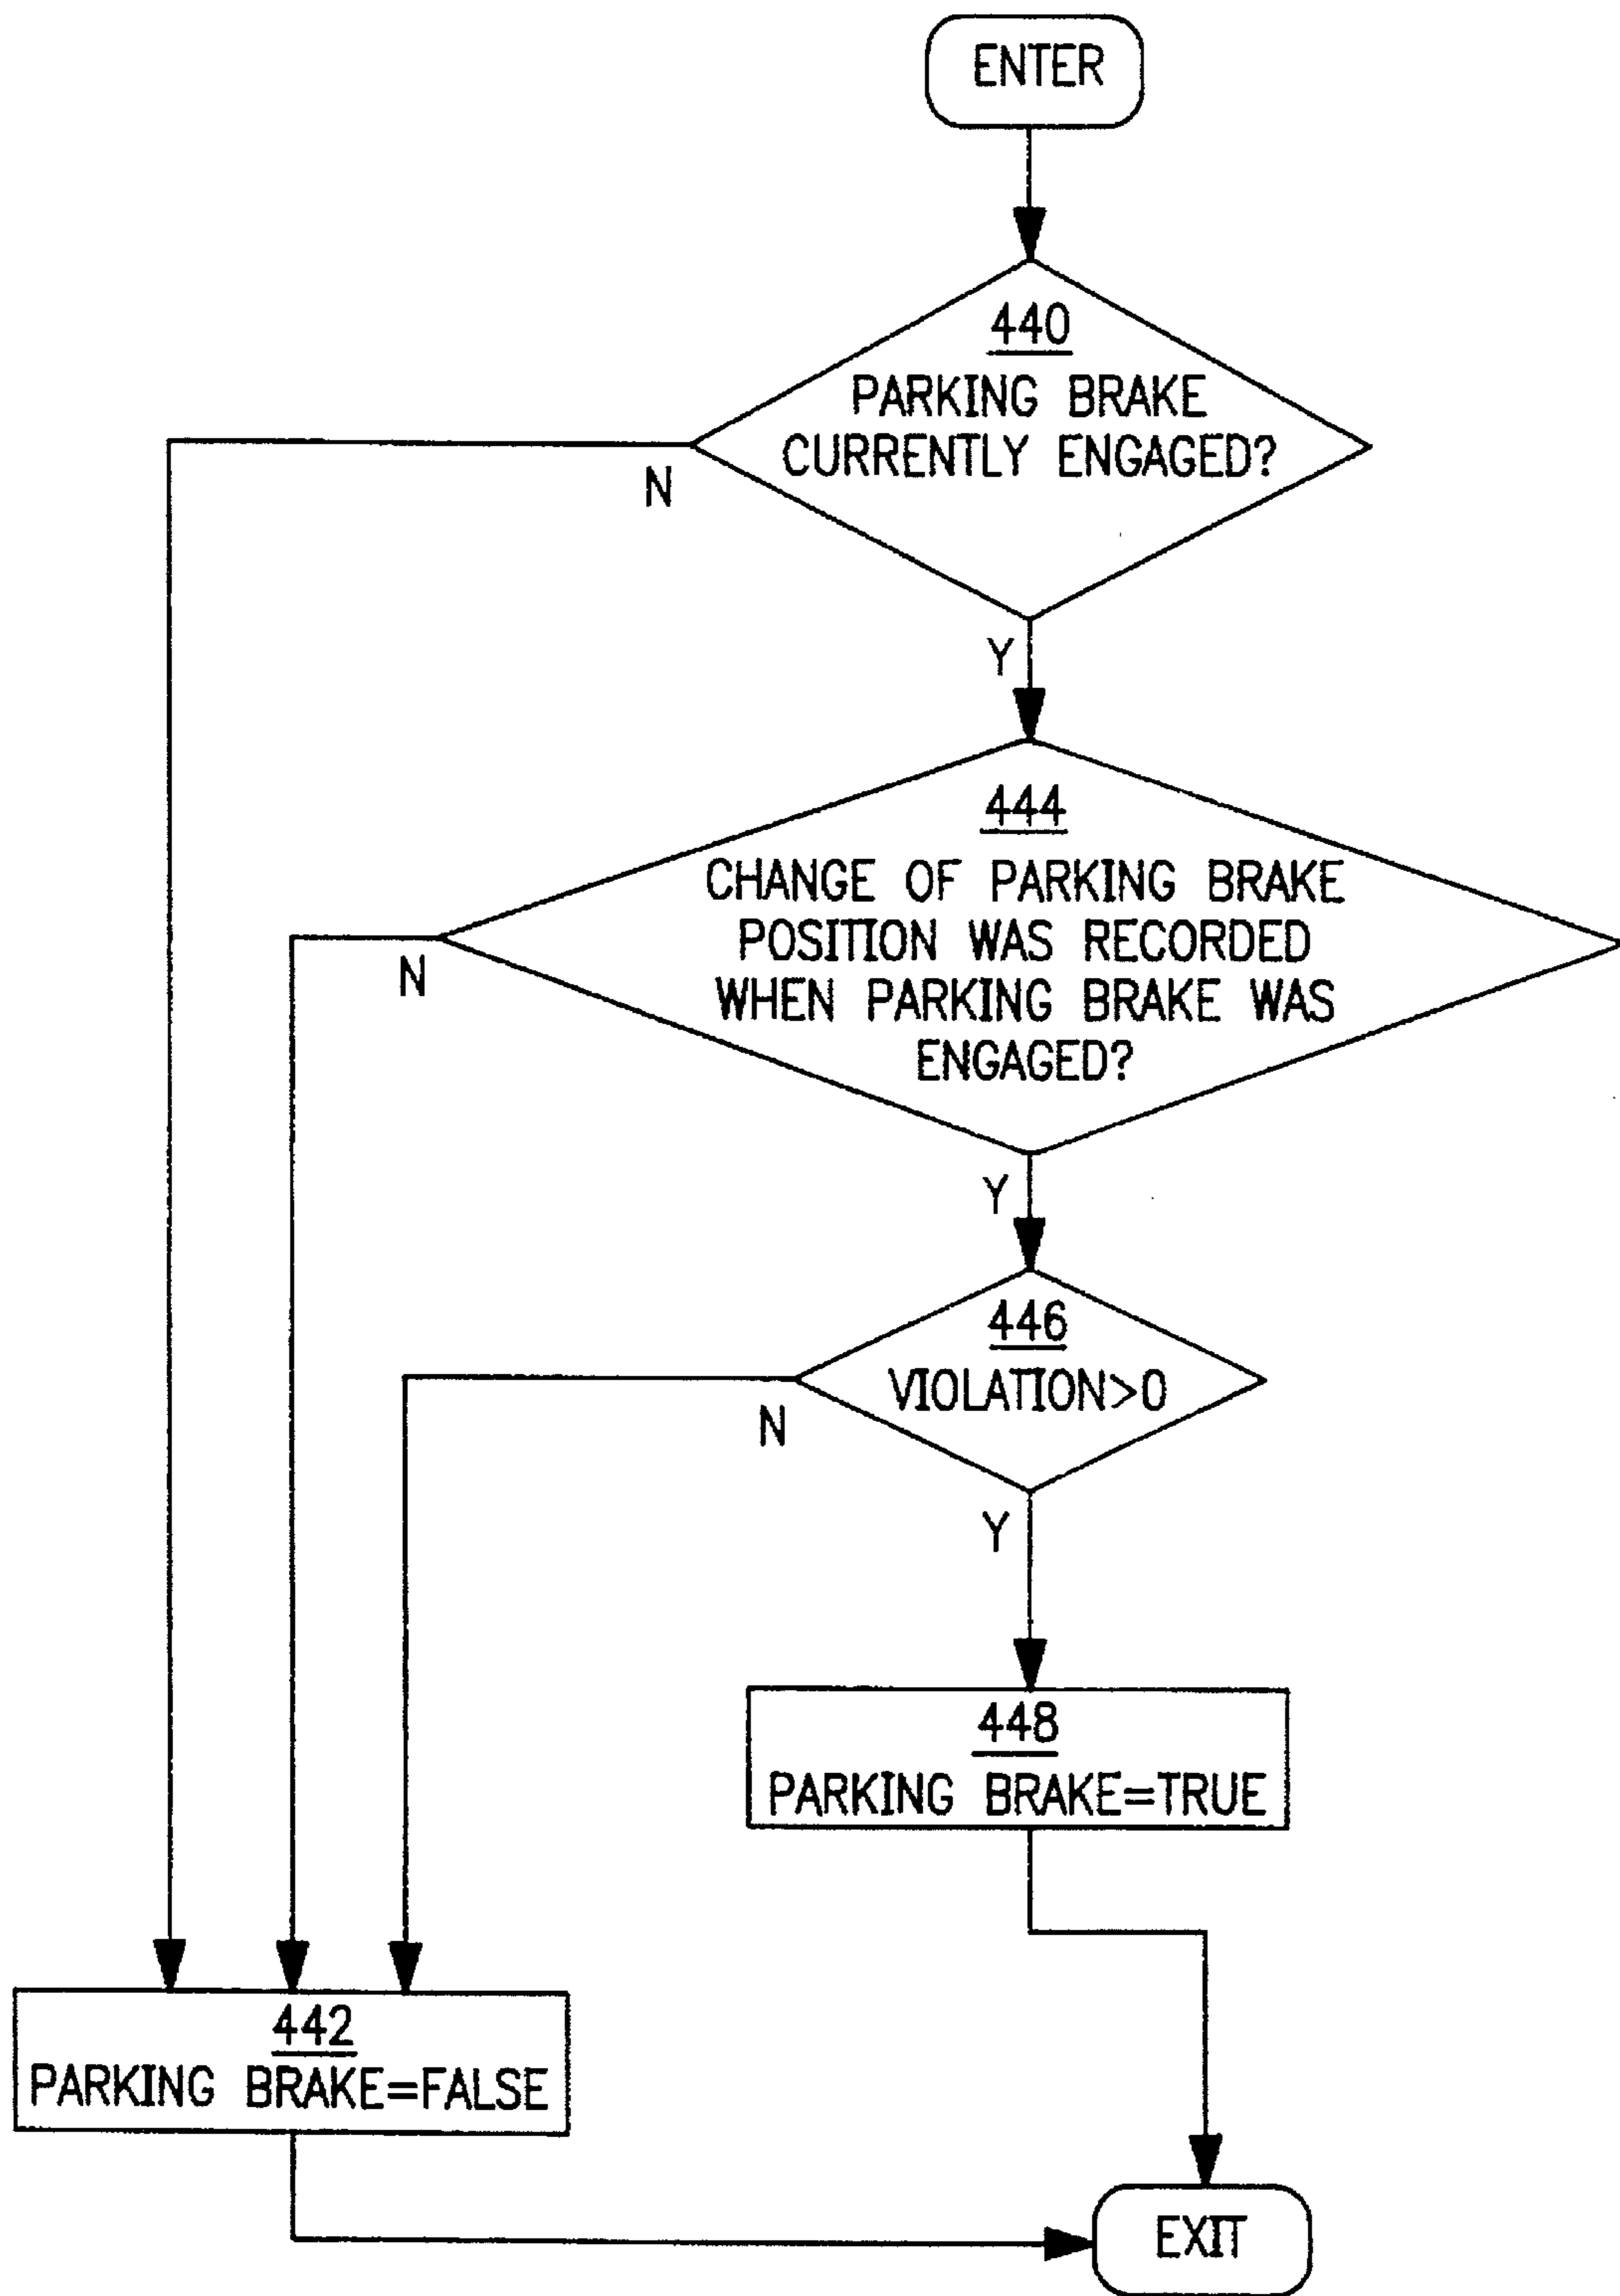 ENTER
440
PARKING BRAKE
CURRENTLY ENGAGED?
N
Y
444
CHANGE OF PARKING BRAKE
POSITION WAS RECORDED
WHEN PARKING BRAKE WAS
ENGAGED?
N
Y
446
VIOLATION>0
N
Y
448
PARKING BRAKE=TRUE
442
PARKING BRAKE=FALSE
EXIT